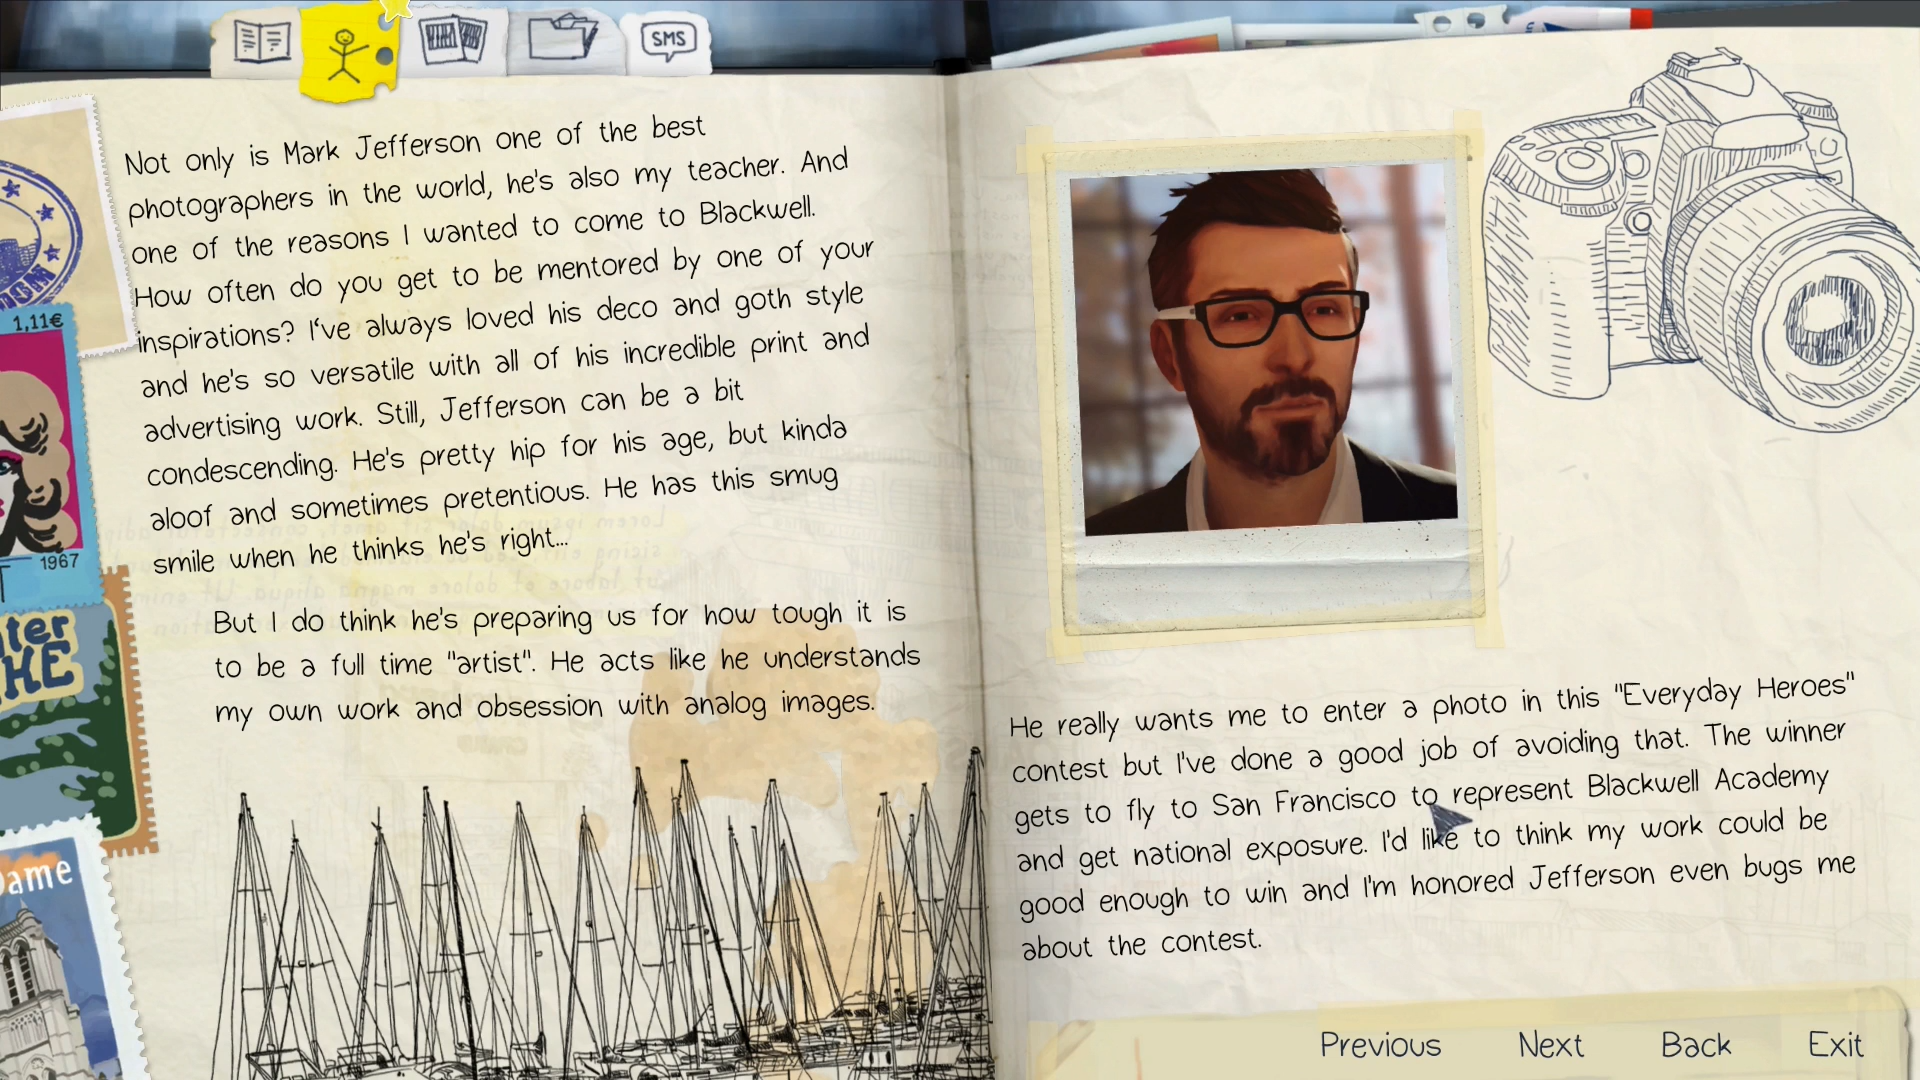 SMS
Not only is Mark Jefferson one of the best
photographers in the world, he's also my teacher. And
one of the reasons I wanted to come to Blackwell.
How often do you get to be mentored by one of your
inspirations? I've always loved his deco and goth style
and he's so versatile with all of his incredible print and
advertising work. Still, Jefferson can be a bit
condescending. He's pretty hip for his age, but kinda
aloof and sometimes pretentious. He has this smug
smile when he thinks he's right...
But I do think he's preparing us for how tough it is
to be a full time "artist". He acts like he understands
my own work and obsession with analog images.
1,11€
1967
He really wants me to enter a photo in this "Everyday Heroes"
contest but I've done a good job of avoiding that. The winner
gets to fly to San Francisco to represent Blackwell Academy
and get national exposure. I'd like to think my work could be
good enough to win and I'm honored Jefferson even bugs me
about the contest.
Previous Next Back Exit